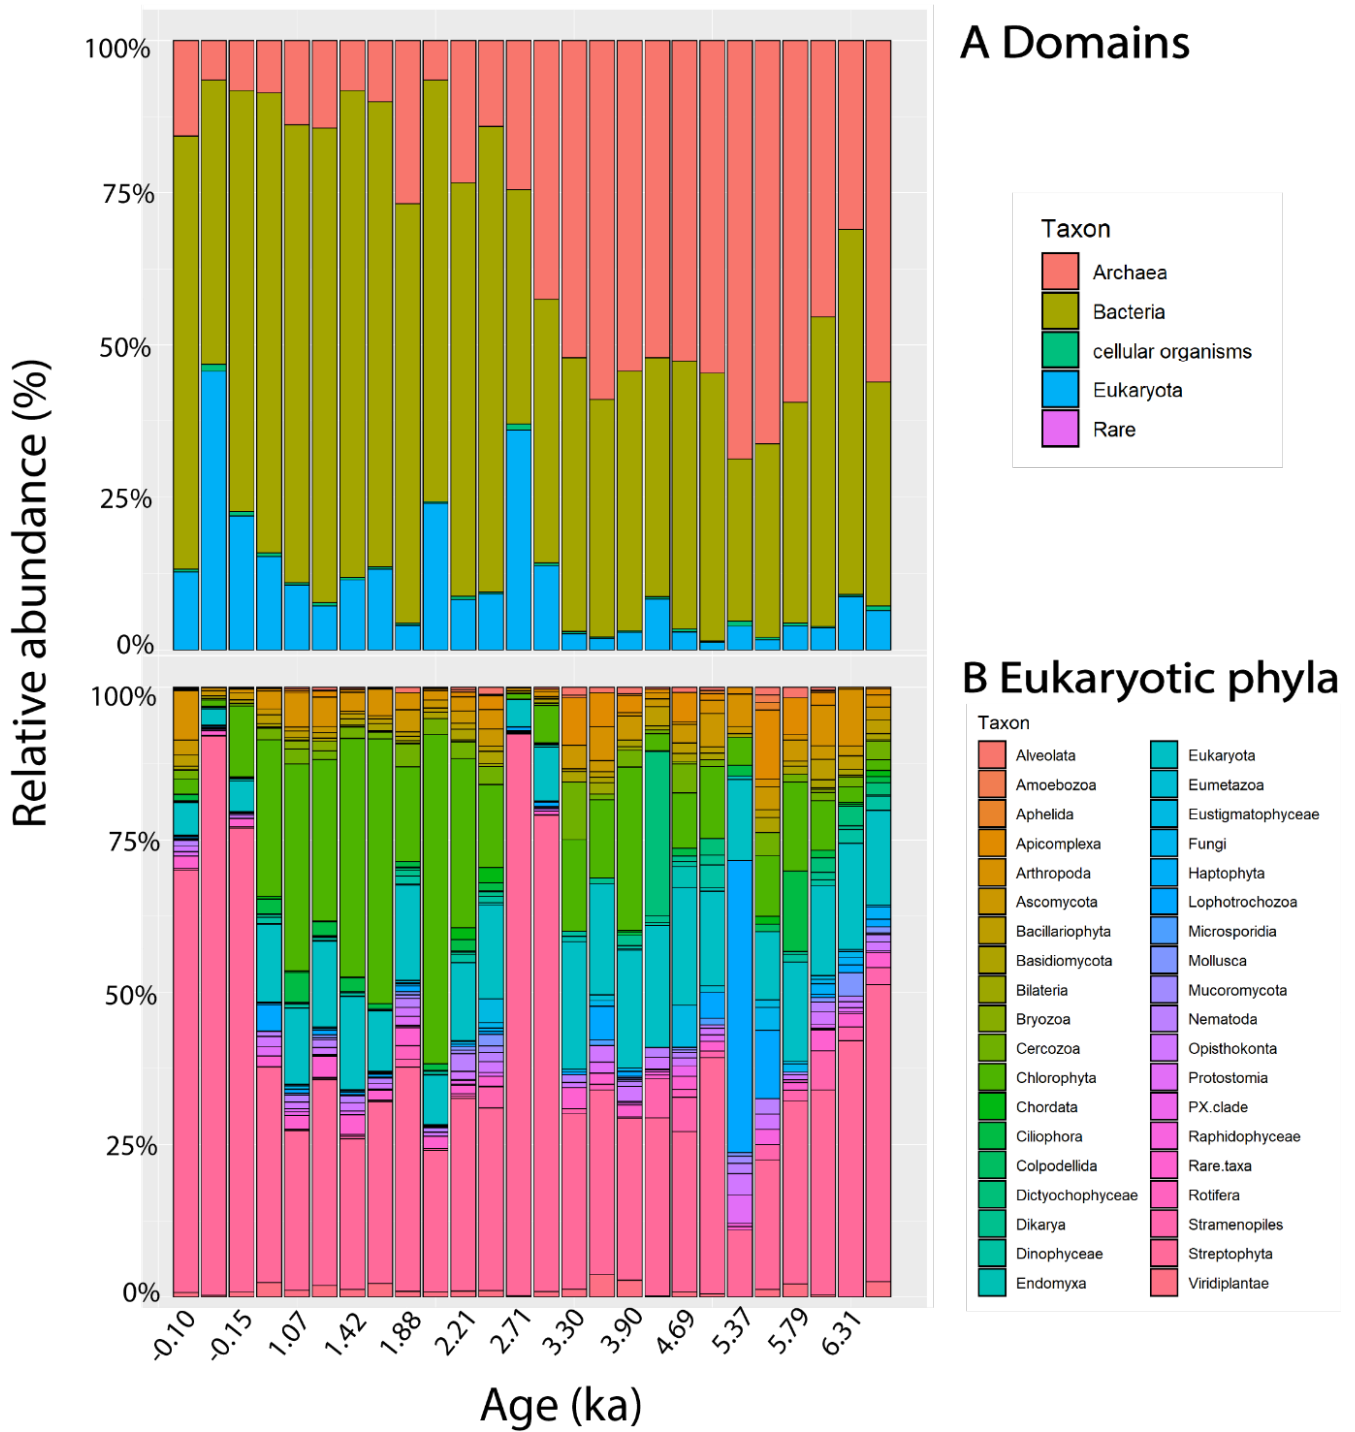 A Domains
100%
75%
50%
25%
0%
Taxon
Archaea
Bacteria
cellular organisms
Eukaryota
Rare
Relative abundance (%)
B Eukaryotic phyla
100%
75%
50%
25%
0%
Taxon
Alveolata
Amoebozoa
Aphelida
Apicomplexa
Arthropoda
Ascomycota
Bacillariophyta
Basidiomycota
Bilateria
Bryozoa
Cercozoa
Chlorophyta
Chordata
Ciliophora
Colpodellida
Dictyochophyceae
Dikarya
Dinophyceae
Endomyxa
Eukaryota
Eumetazoa
Eustigmatophyceae
Fungi
Haptophyta
Lophotrochozoa
Microsporidia
Mollusca
Mucoromycota
Nematoda
Opisthokonta
Protostomia
PX.clade
Raphidophyceae
Rare.taxa
Rotifera
Stramenopiles
Streptophyta
Viridiplantae
-0.10
-0.15
1.07
1.42
1.88
2.21
2.71
3.30
3.90
4.69
5.37
5.79
6.31
Age (ka)